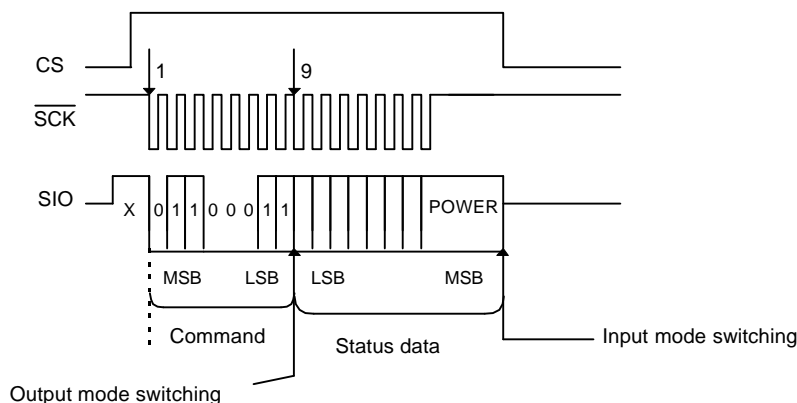 CS
1
9
SCK
SIO
X 0 1 1 0 0 0 1 1 POWER
MSB LSB LSB MSB
Command
Status data
Input mode switching
Output mode switching